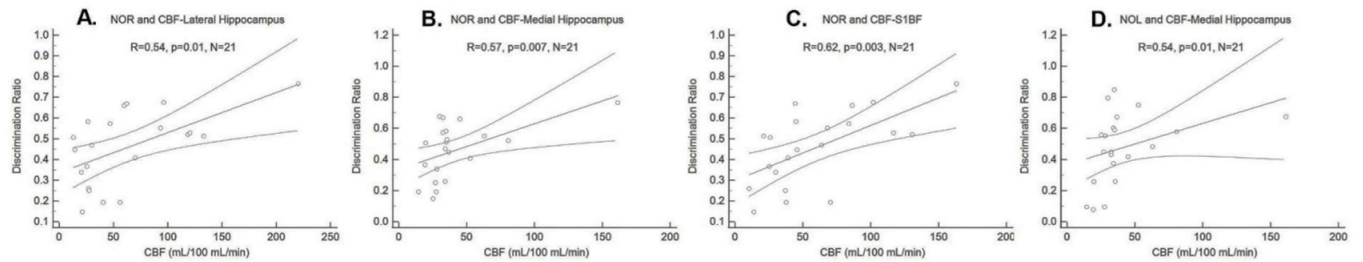 A. NOR and CBF-Lateral Hippocampus
R=0.54, p=0.01, N=21
Discrimination Ratio
1.0
0.9
0.8
0.7
0.6
0.5
0.4
0.3
0.2
0.1
0 50 100 150 200 250
CBF (mL/100 mL/min)
B. NOR and CBF-Medial Hippocampus
R=0.57, p=0.007, N=21
Discrimination Ratio
1.2
1.0
0.8
0.6
0.4
0.2
0.0
0 50 100 150 200
CBF (mL/100 mL/min)
C. NOR and CBF-S1BF
R=0.62, p=0.003, N=21
Discrimination Ratio
1.0
0.9
0.8
0.7
0.6
0.5
0.4
0.3
0.2
0.1
0 50 100 150 200
CBF (mL/100 mL/min)
D. NOL and CBF-Medial Hippocampus
R=0.54, p=0.01, N=21
Discrimination Ratio
1.2
1.1
1.0
0.9
0.8
0.7
0.6
0.5
0.4
0.3
0.2
0.1
0.0
0 50 100 150 200
CBF (mL/100 mL/min)